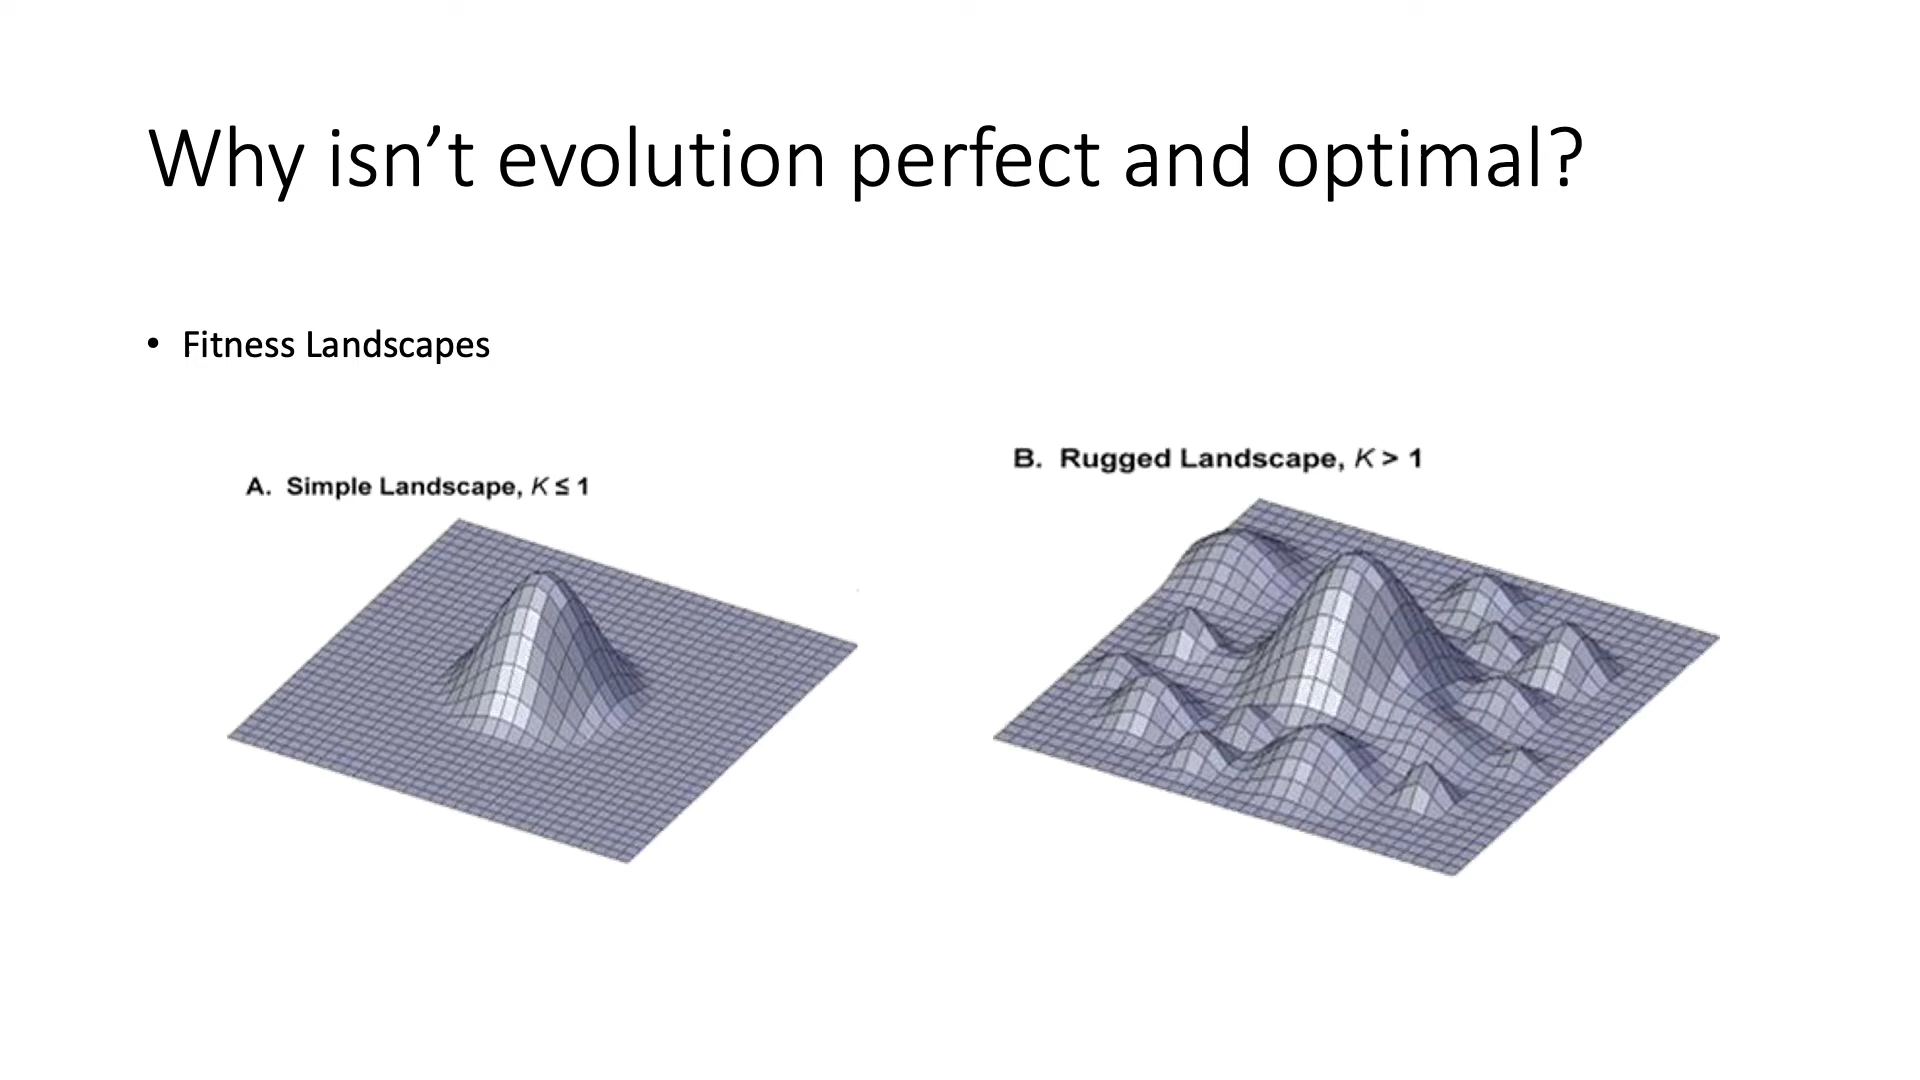 Why isn’t evolution perfect and optimal?
• Fitness Landscapes
A. Simple Landscape, K ≤ 1
B. Rugged Landscape, K > 1